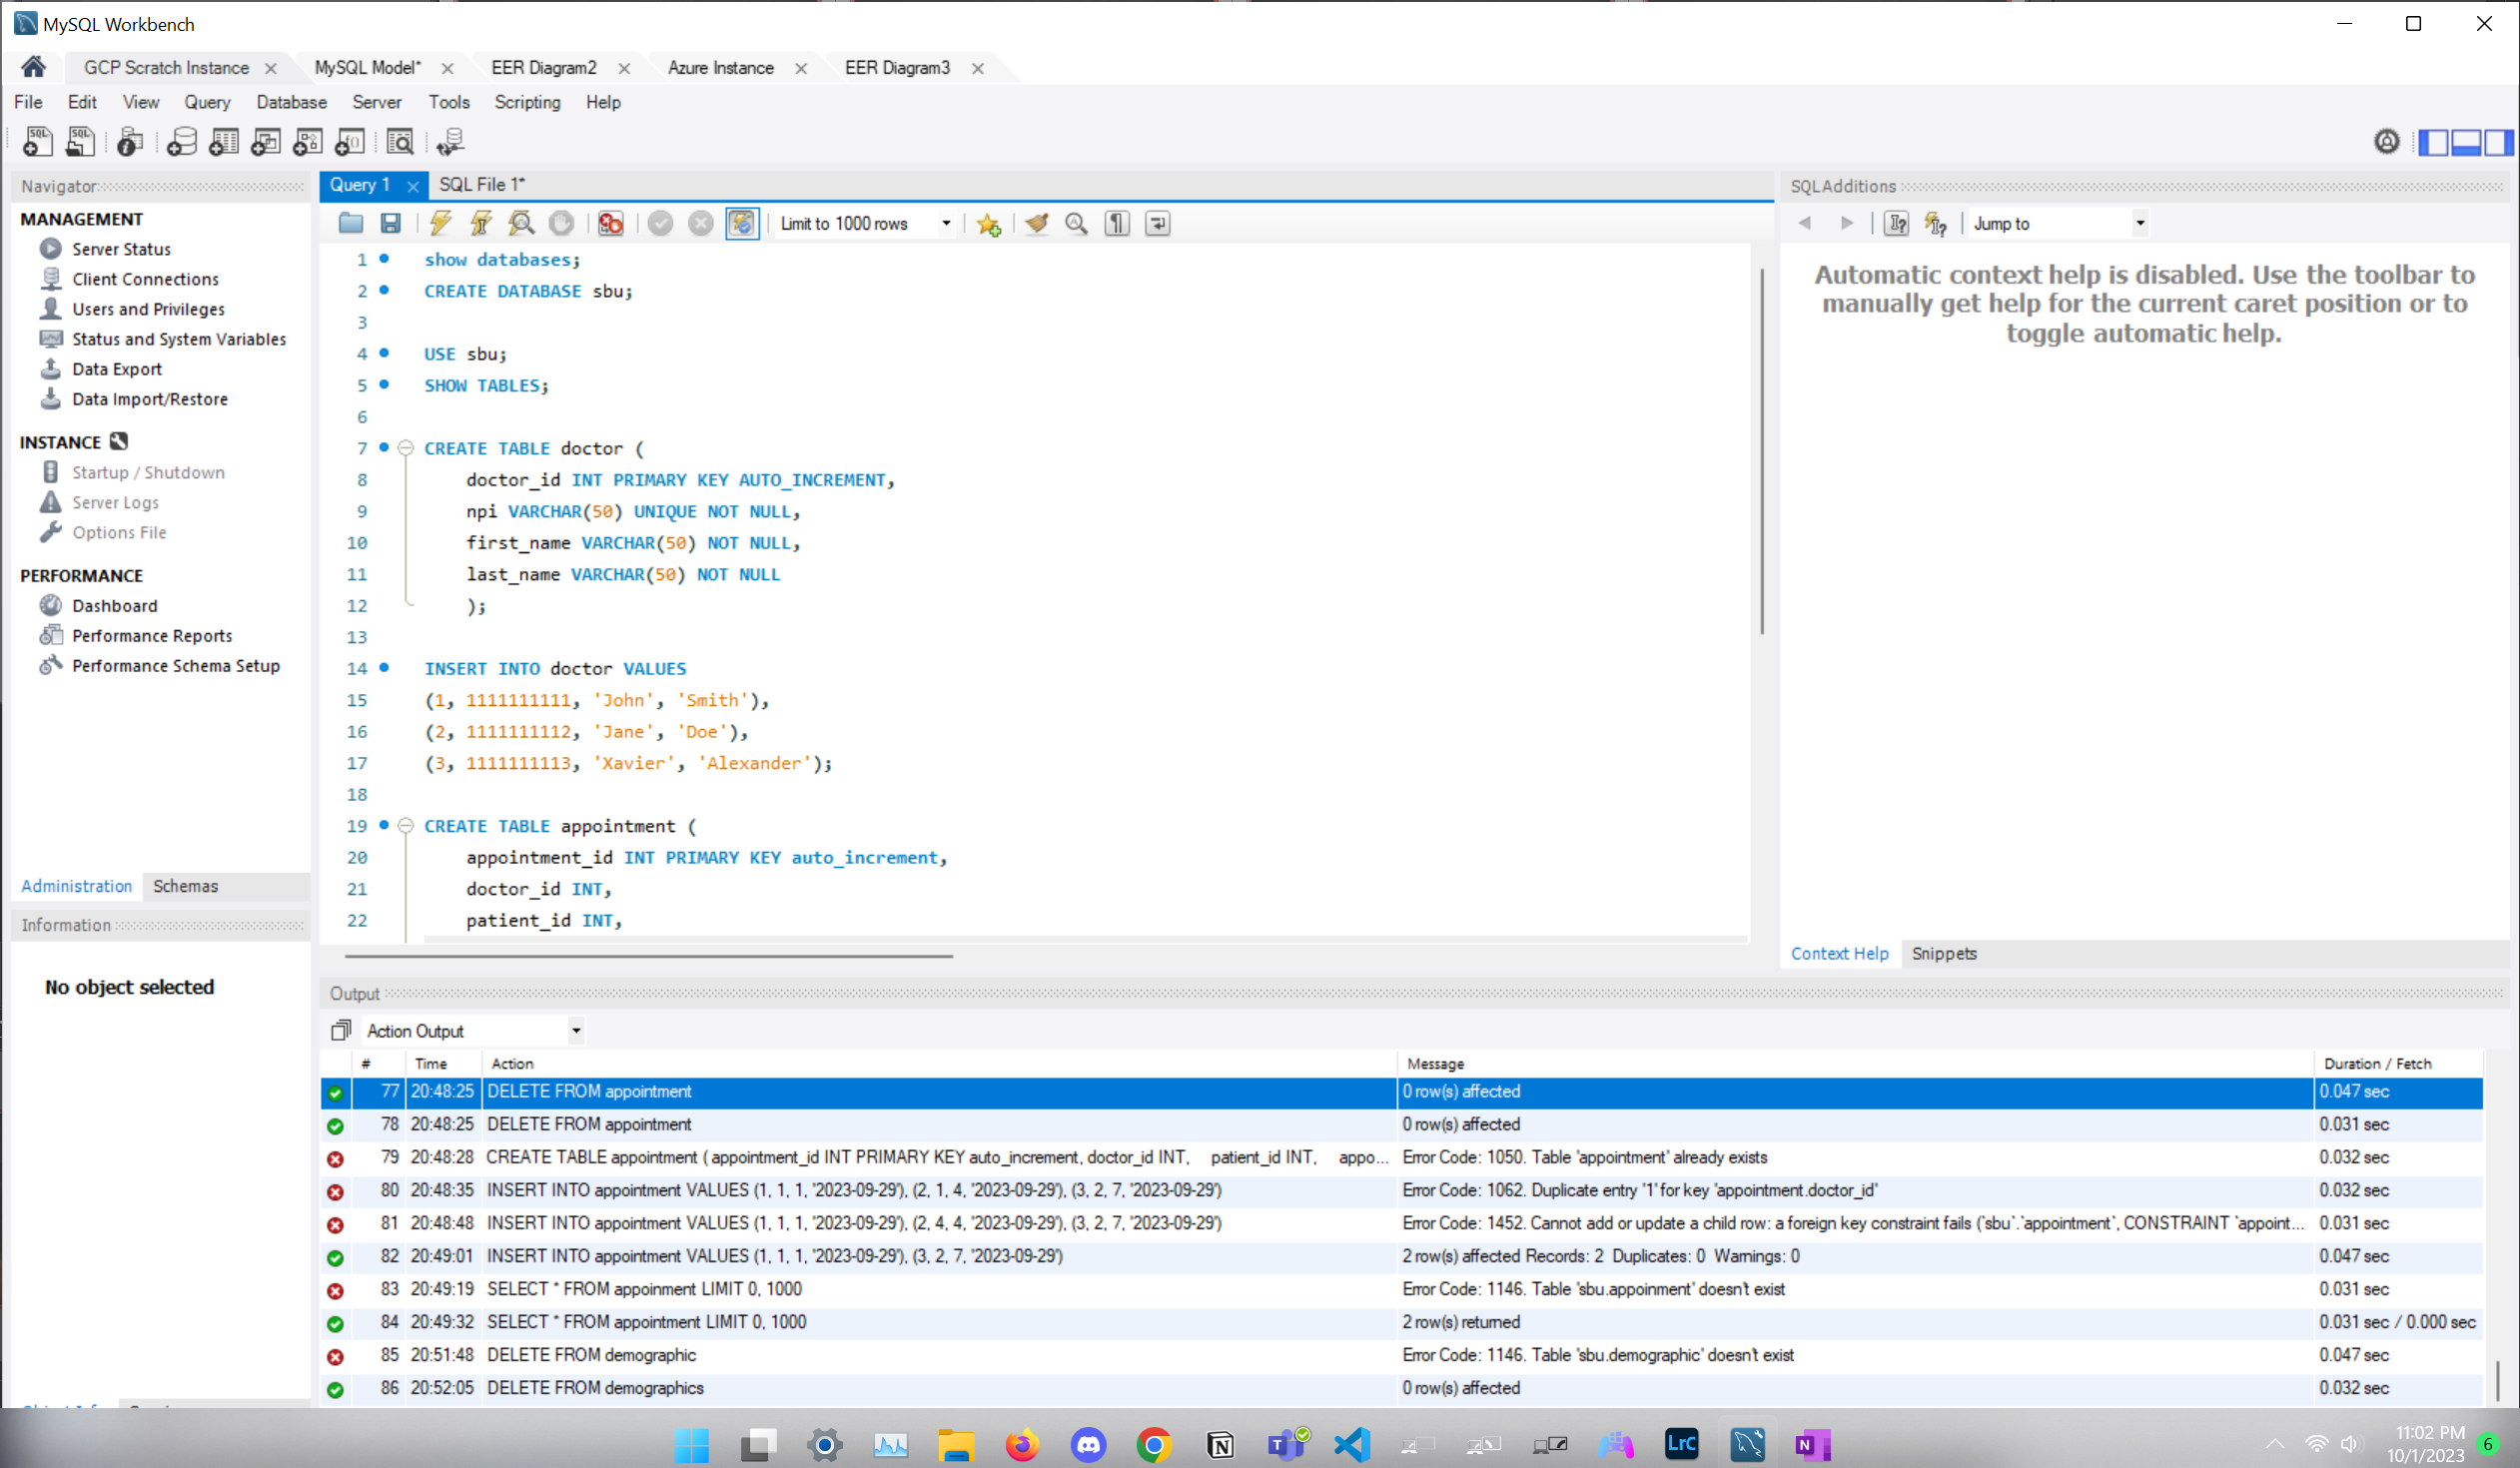 MySQL Workbench
GCP Scratch Instance
MySQL Model*
EER Diagram2
Azure Instance
EER Diagram3
File Edit View Query Database Server Tools Scripting Help
Navigator
MANAGEMENT
Server Status
Client Connections
Users and Privileges
Status and System Variables
Data Export
Data Import/Restore
INSTANCE
Startup / Shutdown
Server Logs
Options File
PERFORMANCE
Dashboard
Performance Reports
Performance Schema Setup
Administration Schemas
Information
No object selected
Query 1 SQL File 1*
Limit to 1000 rows
1 show databases;
2 CREATE DATABASE sbu;
3
4 USE sbu;
5 SHOW TABLES;
6
7 CREATE TABLE doctor (
8 doctor_id INT PRIMARY KEY AUTO_INCREMENT,
9 npi VARCHAR(50) UNIQUE NOT NULL,
10 first_name VARCHAR(50) NOT NULL,
11 last_name VARCHAR(50) NOT NULL
12 );
13
14 INSERT INTO doctor VALUES
15 (1, 1111111111, 'John', 'Smith'),
16 (2, 1111111112, 'Jane', 'Doe'),
17 (3, 1111111113, 'Xavier', 'Alexander');
18
19 CREATE TABLE appointment (
20 appointment_id INT PRIMARY KEY auto_increment,
21 doctor_id INT,
22 patient_id INT,
SQLAdditions
Jump to
Automatic context help is disabled. Use the toolbar to
manually get help for the current caret position or to
toggle automatic help.
Context Help Snippets
Output
Action Output
# Time Action Message Duration / Fetch
77 20:48:25 DELETE FROM appointment 0 row(s) affected 0.047 sec
78 20:48:25 DELETE FROM appointment 0 row(s) affected 0.031 sec
79 20:48:28 CREATE TABLE appointment ( appointment_id INT PRIMARY KEY auto_increment, doctor_id INT, patient_id INT, appo... Error Code: 1050. Table 'appointment' already exists 0.032 sec
80 20:48:35 INSERT INTO appointment VALUES (1, 1, 1, '2023-09-29'), (2, 1, 4, '2023-09-29'), (3, 2, 7, '2023-09-29') Error Code: 1062. Duplicate entry '1' for key 'appointment.doctor_id' 0.032 sec
81 20:48:48 INSERT INTO appointment VALUES (1, 1, 1, '2023-09-29'), (2, 4, 4, '2023-09-29'), (3, 2, 7, '2023-09-29') Error Code: 1452. Cannot add or update a child row: a foreign key constraint fails (`sbu`.`appointment`, CONSTRAINT `appoint... 0.031 sec
82 20:49:01 INSERT INTO appointment VALUES (1, 1, 1, '2023-09-29'), (3, 2, 7, '2023-09-29') 2 row(s) affected Records: 2 Duplicates: 0 Warnings: 0 0.047 sec
83 20:49:19 SELECT * FROM appoinment LIMIT 0, 1000 Error Code: 1146. Table 'sbu.appoinment' doesn't exist 0.031 sec
84 20:49:32 SELECT * FROM appointment LIMIT 0, 1000 2 row(s) returned 0.031 sec / 0.000 sec
85 20:51:48 DELETE FROM demographic Error Code: 1146. Table 'sbu.demographic' doesn't exist 0.047 sec
86 20:52:05 DELETE FROM demographics 0 row(s) affected 0.032 sec
LrC
11:02 PM
10/1/2023
6